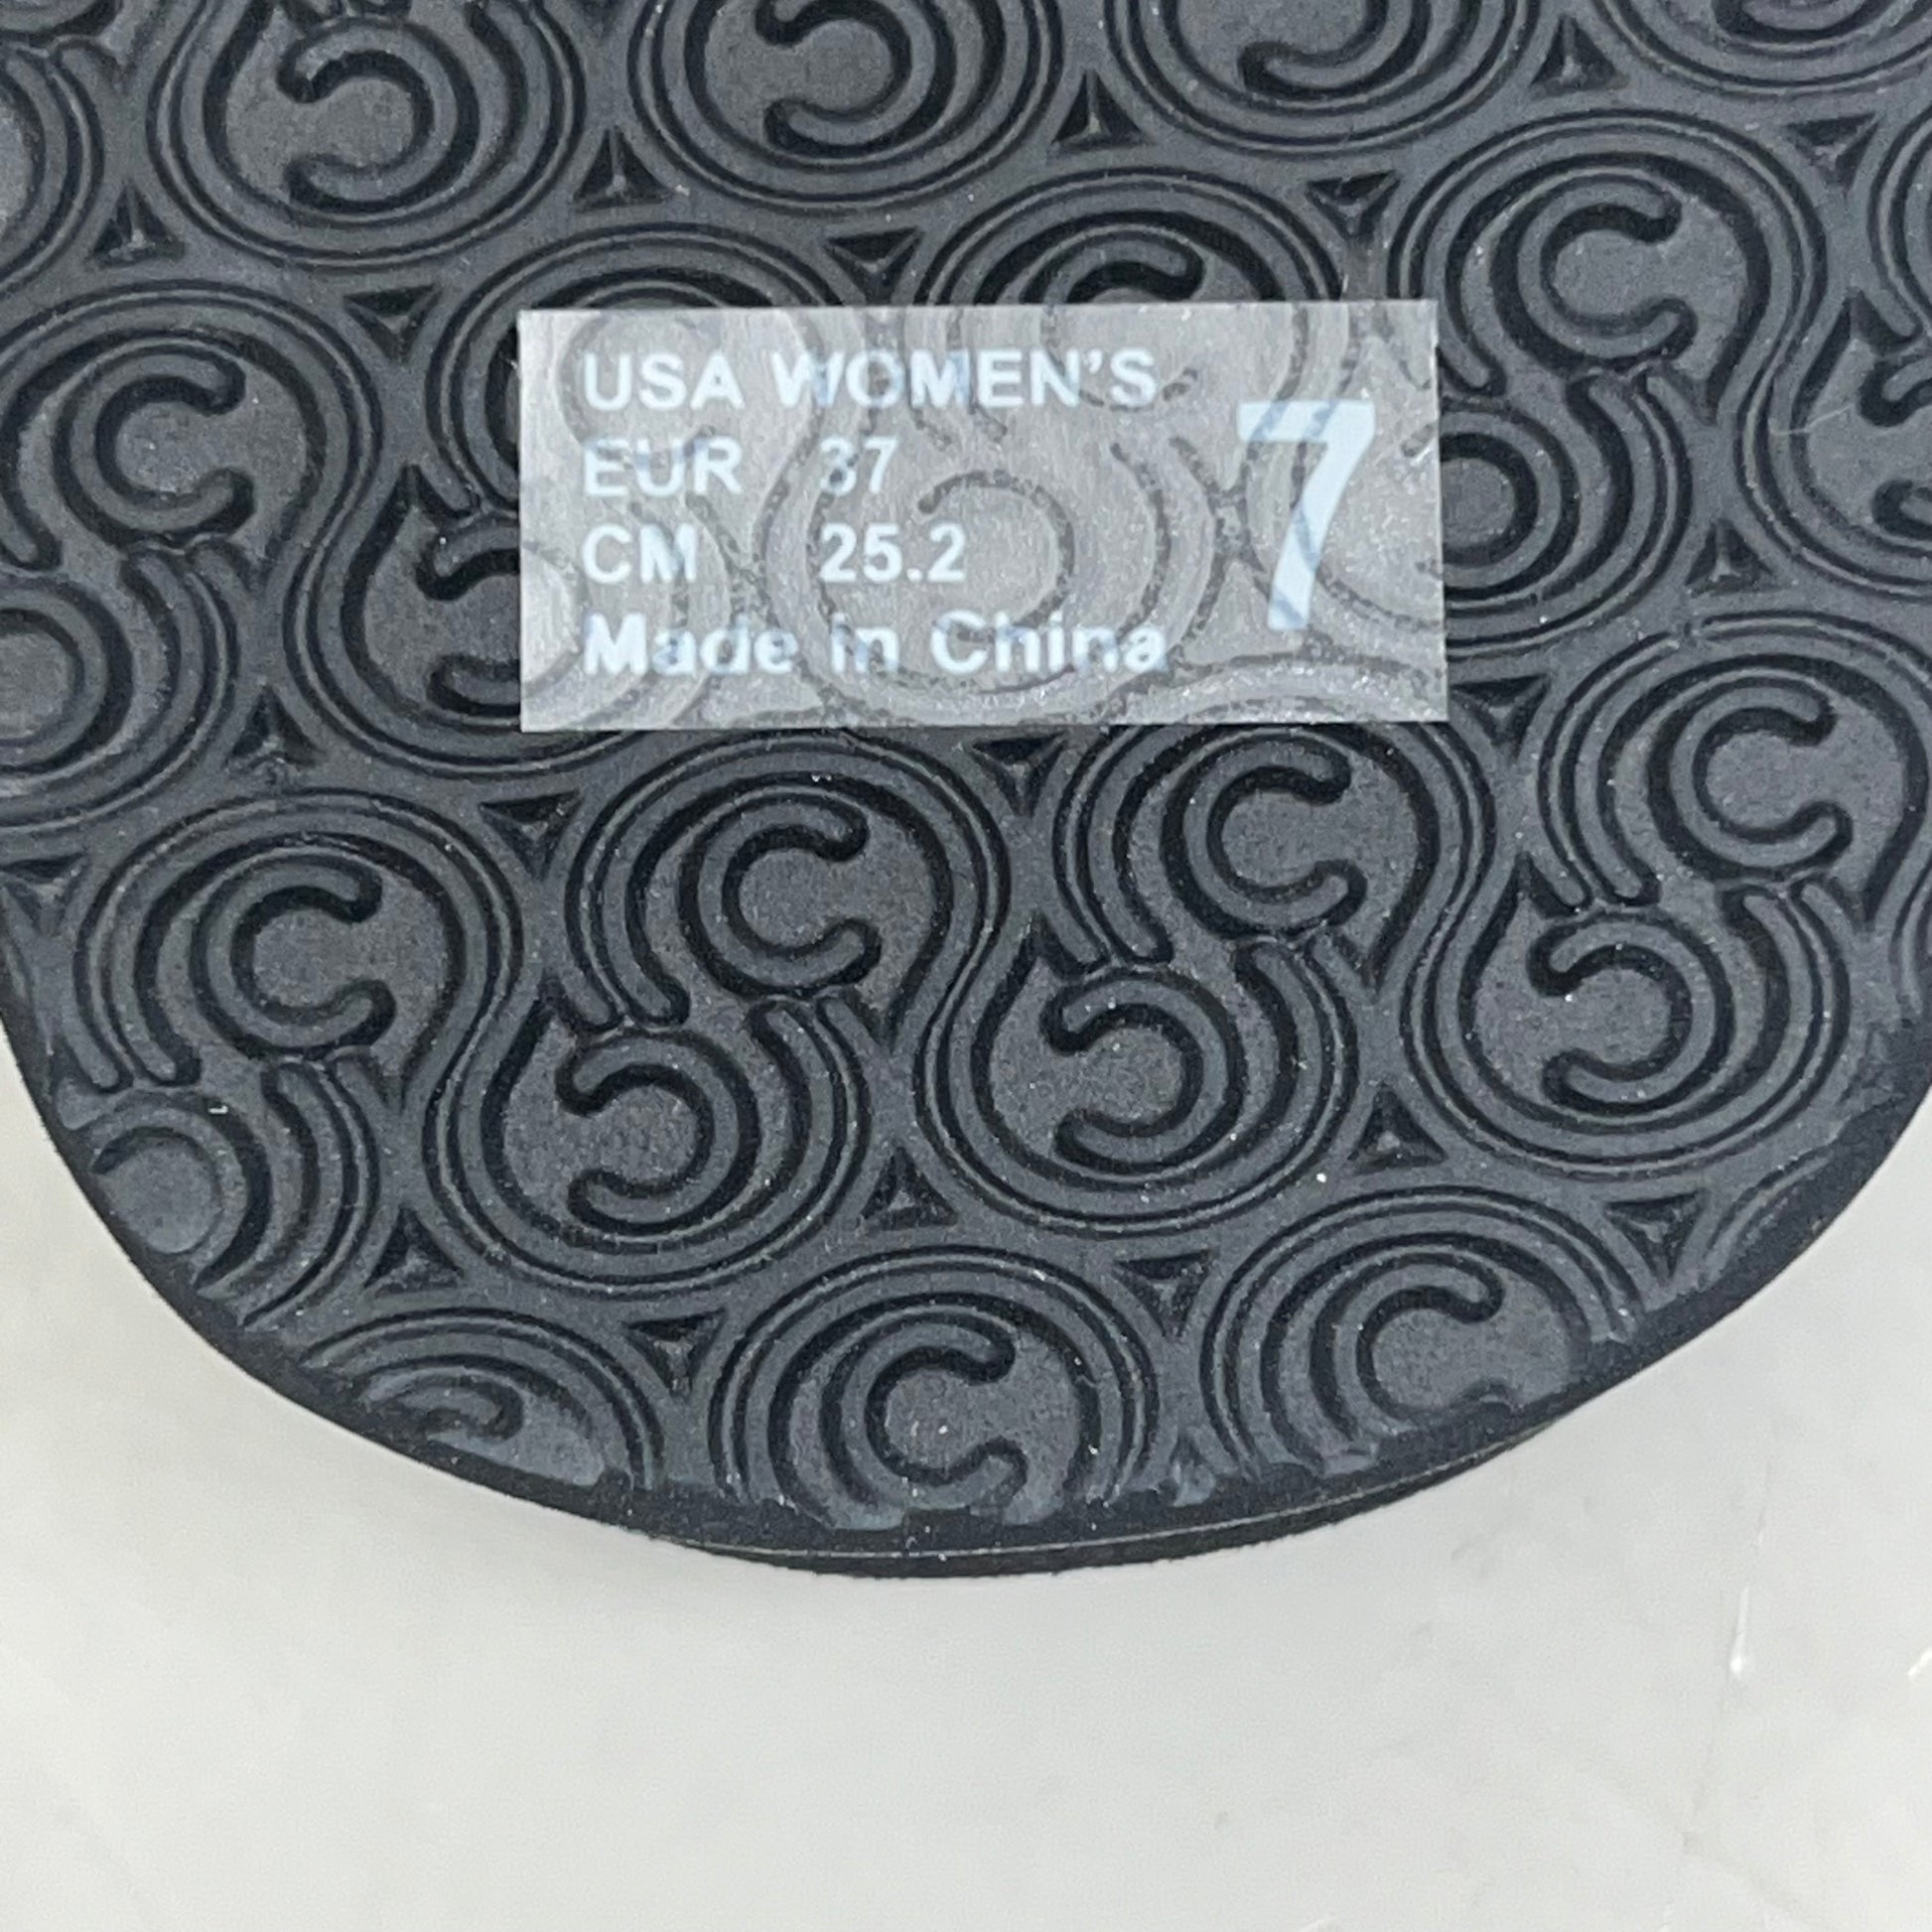 USA WOMEN'S
EUR 37
CM 25.2
Made in China
7